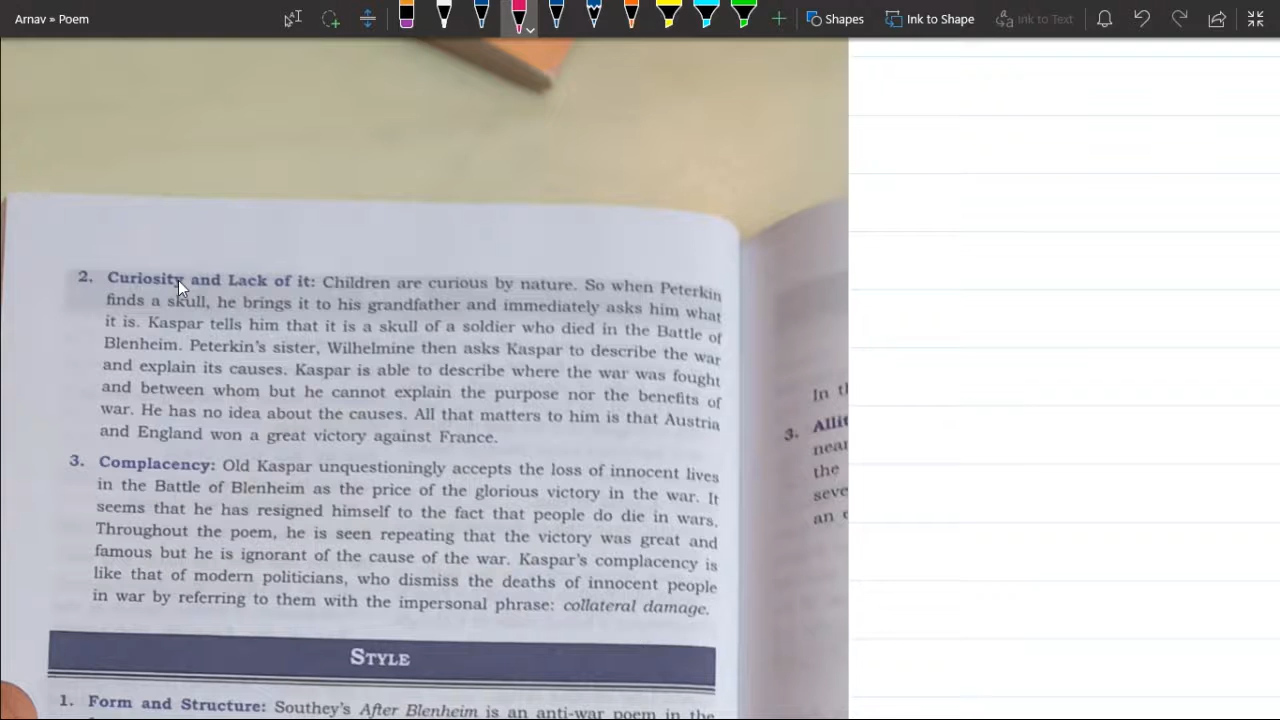 Arnav » Poem
Shapes
Ink to Shape
Ink to Text
2. Curiosity and Lack of it: Children are curious by nature. So when Peterkin
finds a skull, he brings it to his grandfather and immediately asks him what
it is. Kaspar tells him that it is a skull of a soldier who died in the Battle of
Blenheim. Peterkin's sister, Wilhelmine then asks Kaspar to describe the war
and explain its causes. Kaspar is able to describe where the war was fought
and between whom but he cannot explain the purpose nor the benefits of
war. He has no idea about the causes. All that matters to him is that Austria
and England won a great victory against France.
3. Complacency: Old Kaspar unquestioningly accepts the loss of innocent lives
in the Battle of Blenheim as the price of the glorious victory in the war. It
seems that he has resigned himself to the fact that people do die in wars.
Throughout the poem, he is seen repeating that the victory was great and
famous but he is ignorant of the cause of the war. Kaspar's complacency is
like that of modern politicians, who dismiss the deaths of innocent people
in war by referring to them with the impersonal phrase: collateral damage.
STYLE
1. Form and Structure: Southey's After Blenheim is an anti-war poem in the
In
3.
the